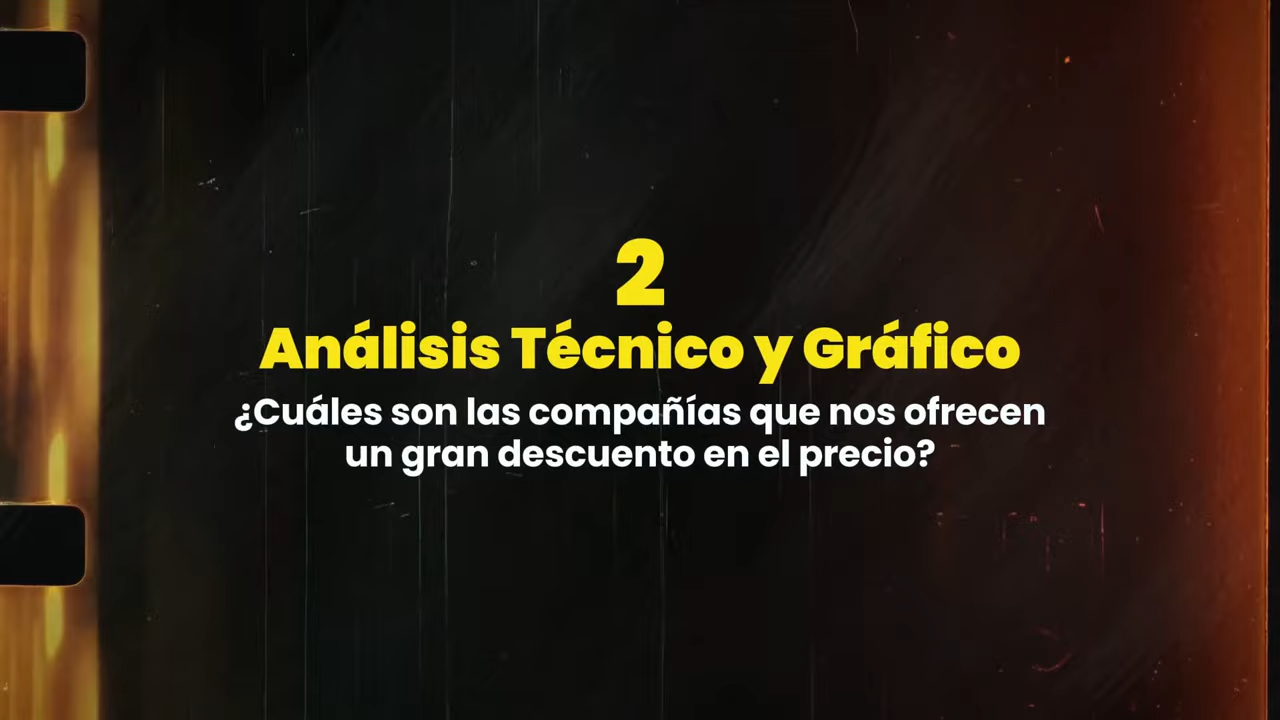 2
Análisis Técnico y Gráfico
¿Cuáles son las compañías que nos ofrecen
un gran descuento en el precio?